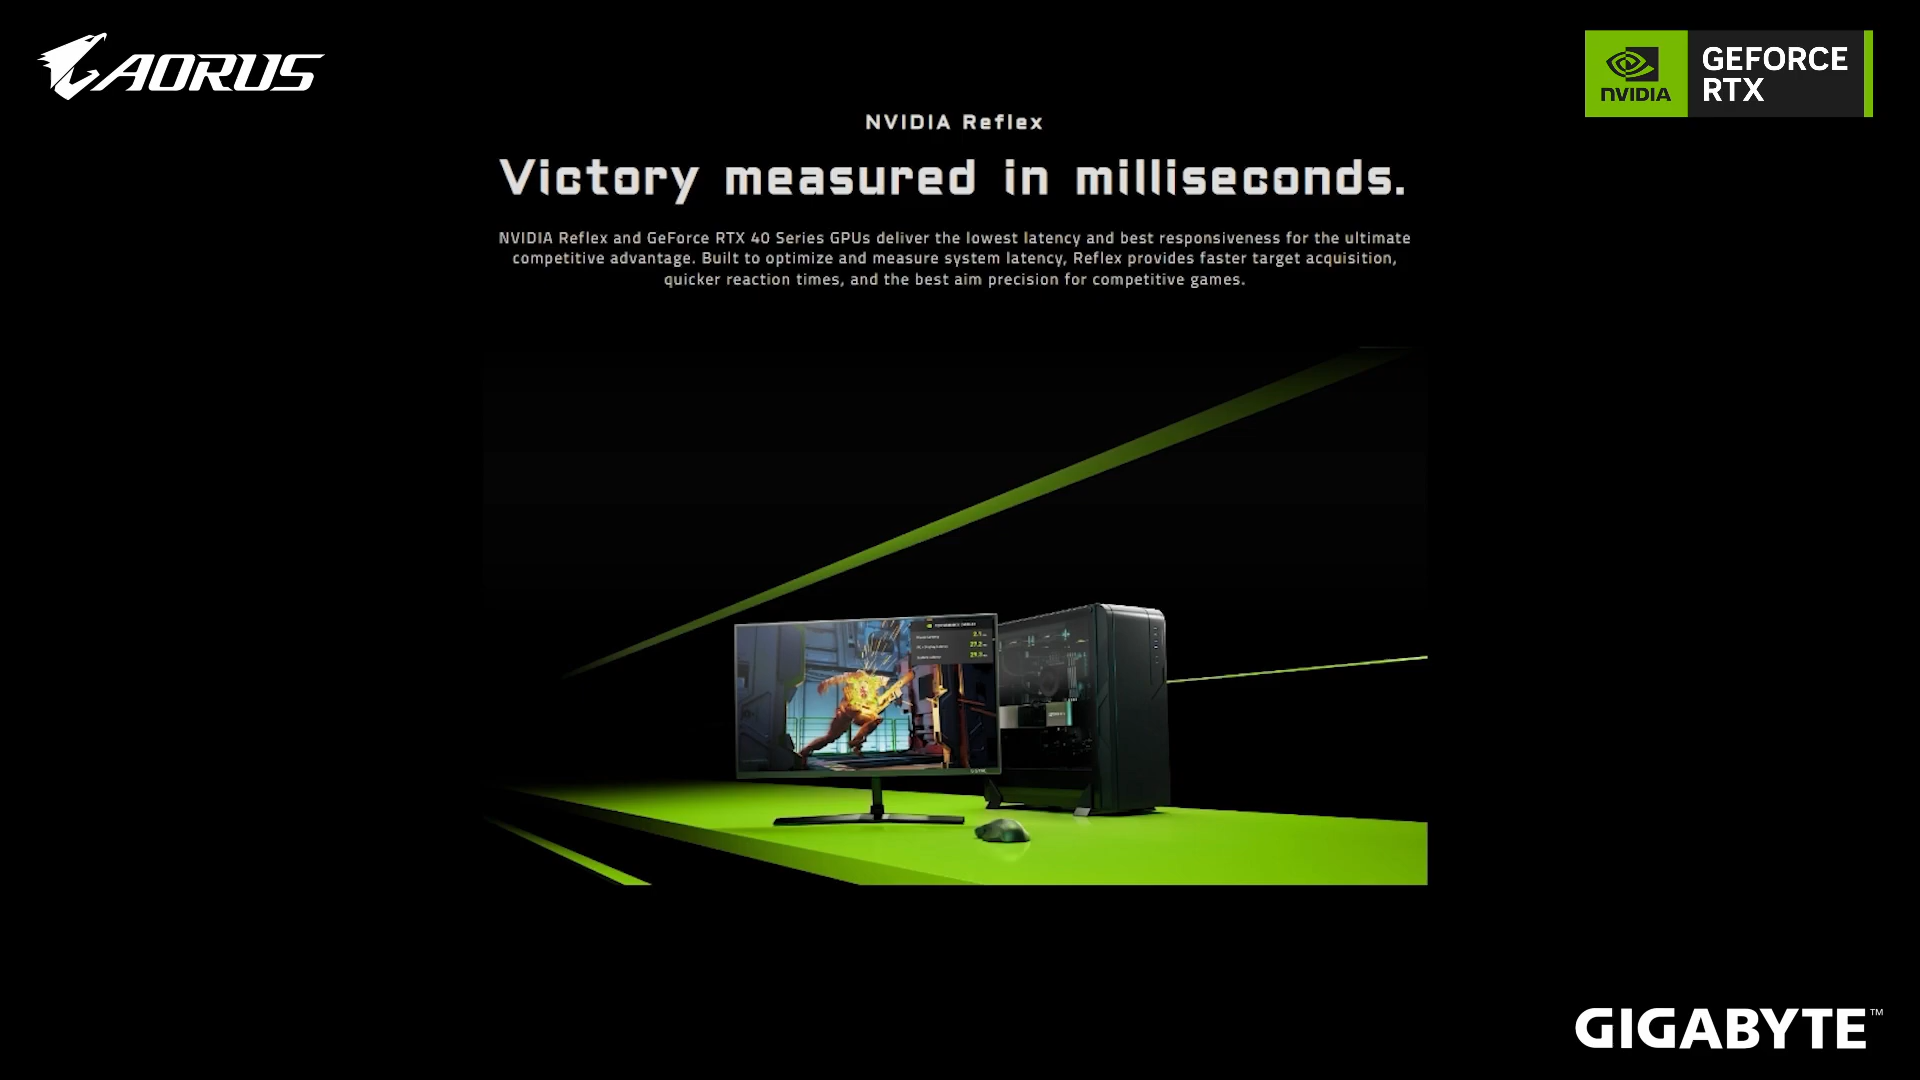 AORUS
NVIDIA
GEFORCE
RTX
NVIDIA Reflex
Victory measured in milliseconds.
NVIDIA Reflex and GeForce RTX 40 Series GPUs deliver the lowest latency and best responsiveness for the ultimate
competitive advantage. Built to optimize and measure system latency, Reflex provides faster target acquisition,
quicker reaction times, and the best aim precision for competitive games.
GIGABYTE™